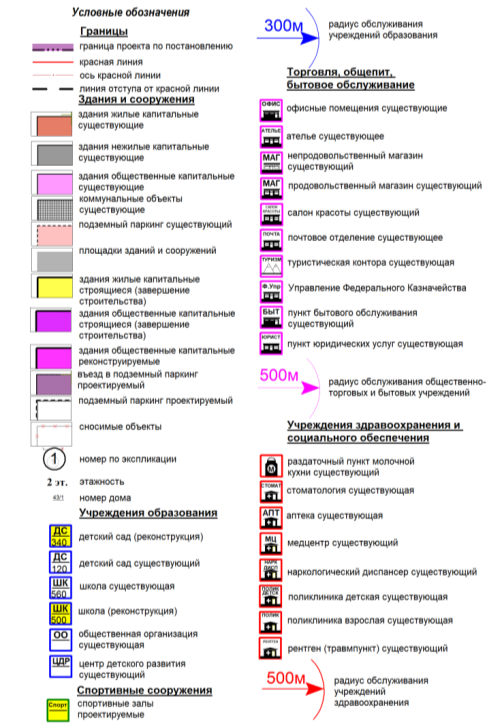 Условные обозначения
Границы
граница проекта по постановлению
красная линия
ось красной линии
линия отступа от красной линии
Здания и сооружения
здания жилые капитальные
существующие
здания нежилые капитальные
существующие
здания общественные капитальные
существующие
коммунальные объекты
существующие
подземный паркинг существующий
площадки зданий и сооружений
здания жилые капитальные
строящиеся (завершение
строительства)
здания общественные капитальные
строящиеся (завершение
строительства)
здания общественные капитальные
реконструируемые
въезд в подземный паркинг
проектируемый
подземный паркинг проектируемый
сносимые объекты
1 номер по экспликации
2 эт. этажность
номер дома
Учреждения образования
ДС
340 детский сад (реконструкция)
ДС
120 детский сад существующий
ШК
560 школа существующая
ШК
500 школа (реконструкция)
ОО общественная организация
существующая
ЦДР центр детского развития
существующий
Спортивные сооружения
Спорт спортивные залы
проектируемые
300м радиус обслуживания
учреждений образования
Торговля, общепит,
бытовое обслуживание
ОФИС офисные помещения существующие
АТЕЛЬЕ ателье существующее
МАГ непродовольственный магазин
существующий
МАГ продовольственный магазин существующий
САЛОН
КРАСОТЫ салон красоты существующий
ПОЧТА почтовое отделение существующее
ТУРИЗМ туристическая контора существующая
Ф.Упр Управление Федерального Казначейства
БЫТ пункт бытового обслуживания
существующий
ЮРИСТ пункт юридических услуг существующая
500м радиус обслуживания общественно-
торговых и бытовых учреждений
Учреждения здравоохранения и
социального обеспечения
М раздаточный пункт молочной
кухни существующий
СТОМАТ стоматология существующая
АПТ аптека существующая
МЦ медцентр существующий
НАРК
ДИСП наркологический диспансер существующий
ПОЛИК
ДЕТСК поликлиника детская существующая
ПОЛИК поликлиника взрослая существующая
рентген (травмпункт) существующий
500м радиус обслуживания
учреждений
здравоохранения